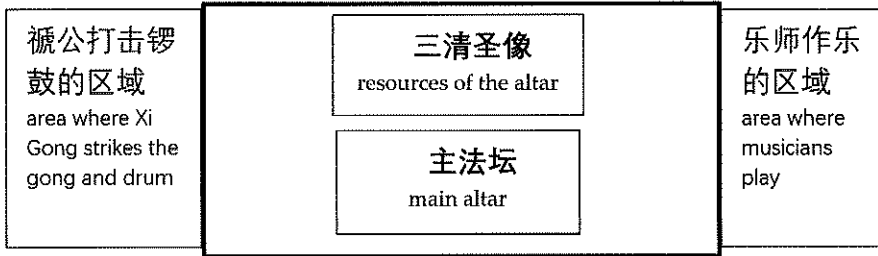 褫公打击锣
鼓的区域
area where Xi
Gong strikes the
gong and drum
三清圣像
resources of the altar
主法坛
main altar
乐师作乐
的区域
area where
musicians
play